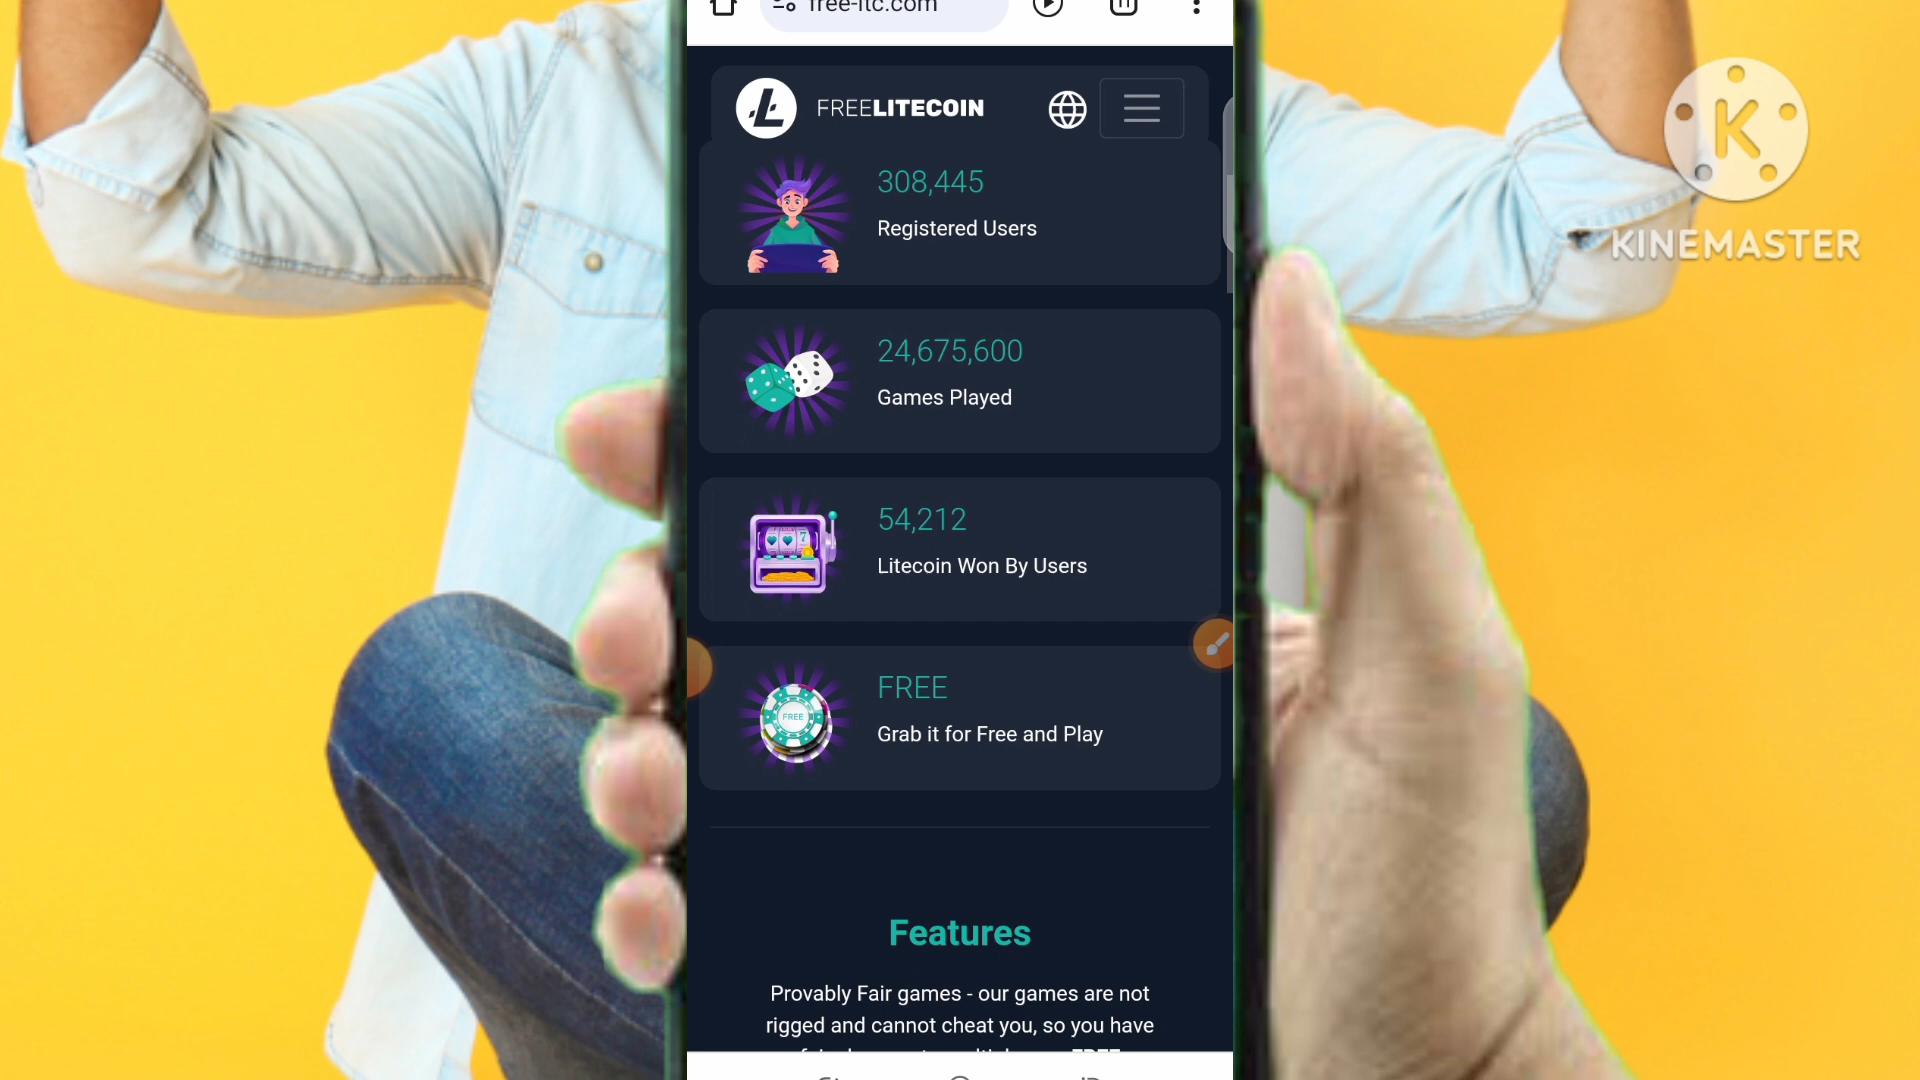 free-ltc.com
FREELITECOIN
308,445
Registered Users
24,675,600
Games Played
54,212
Litecoin Won By Users
FREE
FREE
Grab it for Free and Play
Features
Provably Fair games - our games are not
rigged and cannot cheat you, so you have
K
KINEMASTER